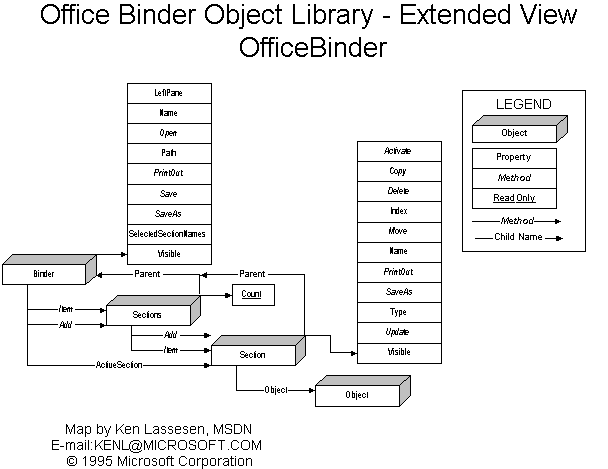 Office Binder Object Library - Extended View
OfficeBinder
LeftPane
Name
Open
Path
PrintOut
Save
SaveAs
SelectedSectionNames
Visible
LEGEND
Object
Property
Method
Read Only
Method
Child Name
Activate
Copy
Delete
Index
Move
Name
PrintOut
SaveAs
Type
Update
Visible
Binder
Parent
Parent
Item
Add
Sections
Count
Add
Item
Section
ActiveSection
Object
Object
Map by Ken Lassesen, MSDN
E-mail:KENL@MICROSOFT.COM
© 1995 Microsoft Corporation